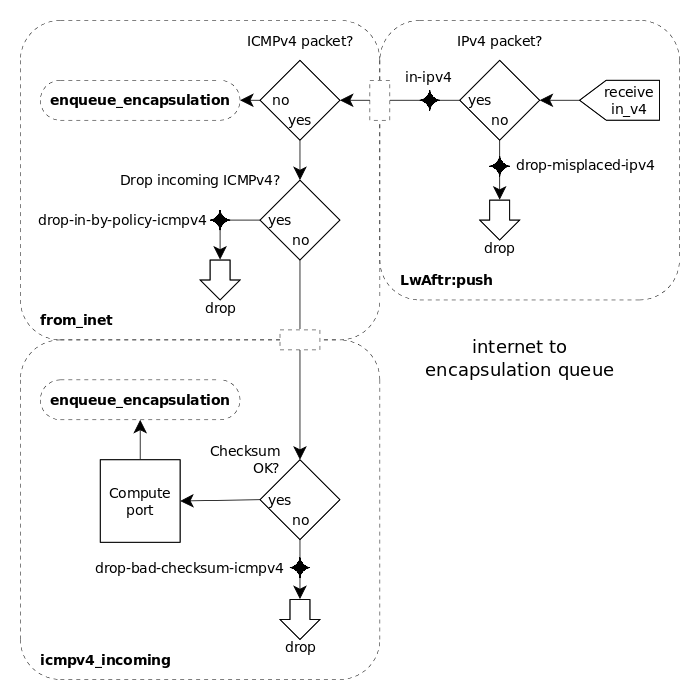 ICMPv4 packet?
IPv4 packet?
in-ipv4
enqueue_encapsulation
no
yes
yes
no
receive
in_v4
Drop incoming ICMPv4?
drop-misplaced-ipv4
drop-in-by-policy-icmpv4
yes
no
drop
LwAftr:push
drop
from_inet
internet to
encapsulation queue
enqueue_encapsulation
Checksum
OK?
Compute
port
yes
no
drop-bad-checksum-icmpv4
drop
icmpv4_incoming